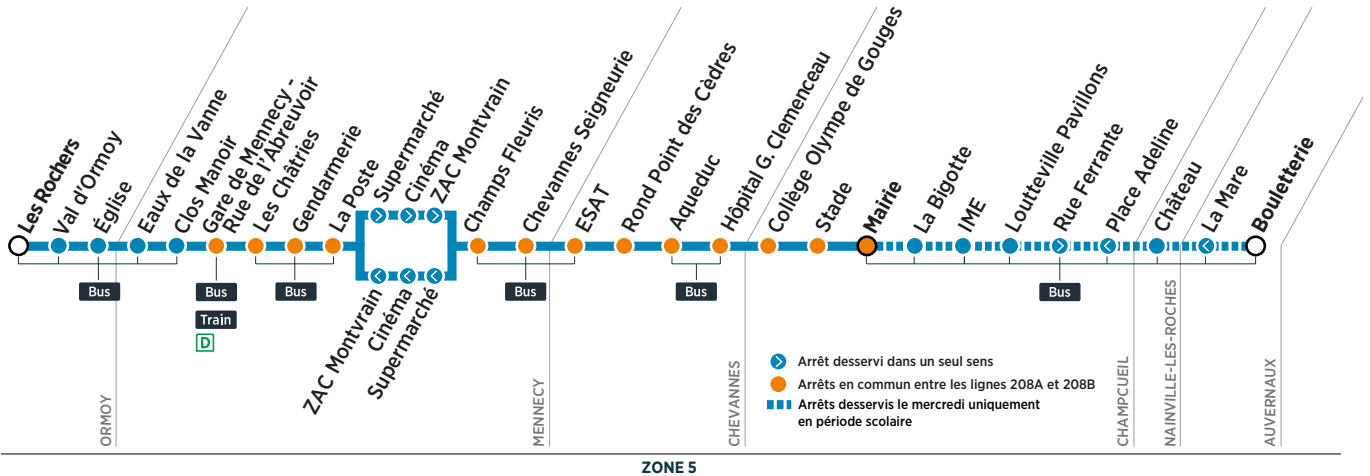 Les Rochers
Val d'Ormoy
Église
Eaux de la Vanne
Clos Manoir
Gare de Mennecy -
Rue de l'Abreuvoir
Les Châtries
Gendarmerie
La Poste
Supermarché
Cinéma
ZAC Montvrain
ZAC Montvrain
Cinéma
Supermarché
Champs Fleuris
Chevannes Seigneurie
ESAT
Rond Point des Cèdres
Aqueduc
Hôpital G. Clemenceau
Collège Olympe de Gouges
Stade
Mairie
La Bigotte
IME
Loutteville Pavillons
Rue Ferrante
Place Adeline
Château
La Mare
Bouletterie
Bus
Bus
Train
D
Bus
Bus
Bus
Bus
Arrêt desservi dans un seul sens
Arrêts en commun entre les lignes 208A et 208B
Arrêts desservis le mercredi uniquement
en période scolaire
ORMOY
MENNECY
CHEVANNES
CHAMPCUEIL
NAINVILLE-LES-ROCHES
AUVERNAUX
ZONE 5